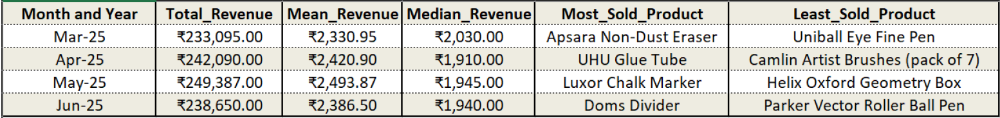 Month and Year Total_Revenue Mean_Revenue Median_Revenue Most_Sold_Product Least_Sold_Product
Mar-25 ₹233,095.00 ₹2,330.95 ₹2,030.00 Apsara Non-Dust Eraser Uniball Eye Fine Pen
Apr-25 ₹242,090.00 ₹2,420.90 ₹1,910.00 UHU Glue Tube Camlin Artist Brushes (pack of 7)
May-25 ₹249,387.00 ₹2,493.87 ₹1,945.00 Luxor Chalk Marker Helix Oxford Geometry Box
Jun-25 ₹238,650.00 ₹2,386.50 ₹1,940.00 Doms Divider Parker Vector Roller Ball Pen